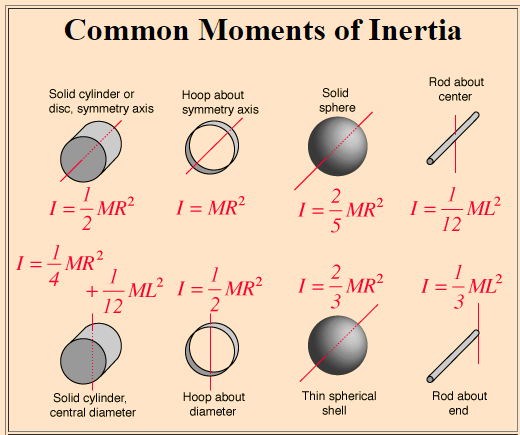 Common Moments of Inertia
Solid cylinder or
disc, symmetry axis
I = 1/2 MR²
Hoop about
symmetry axis
I = MR²
Solid
sphere
I = 2/5 MR²
Rod about
center
I = 1/12 ML²
I = 1/4 MR²
+ 1/12 ML²
Solid cylinder,
central diameter
I = 1/2 MR²
Hoop about
diameter
I = 2/3 MR²
Thin spherical
shell
I = 1/3 ML²
Rod about
end